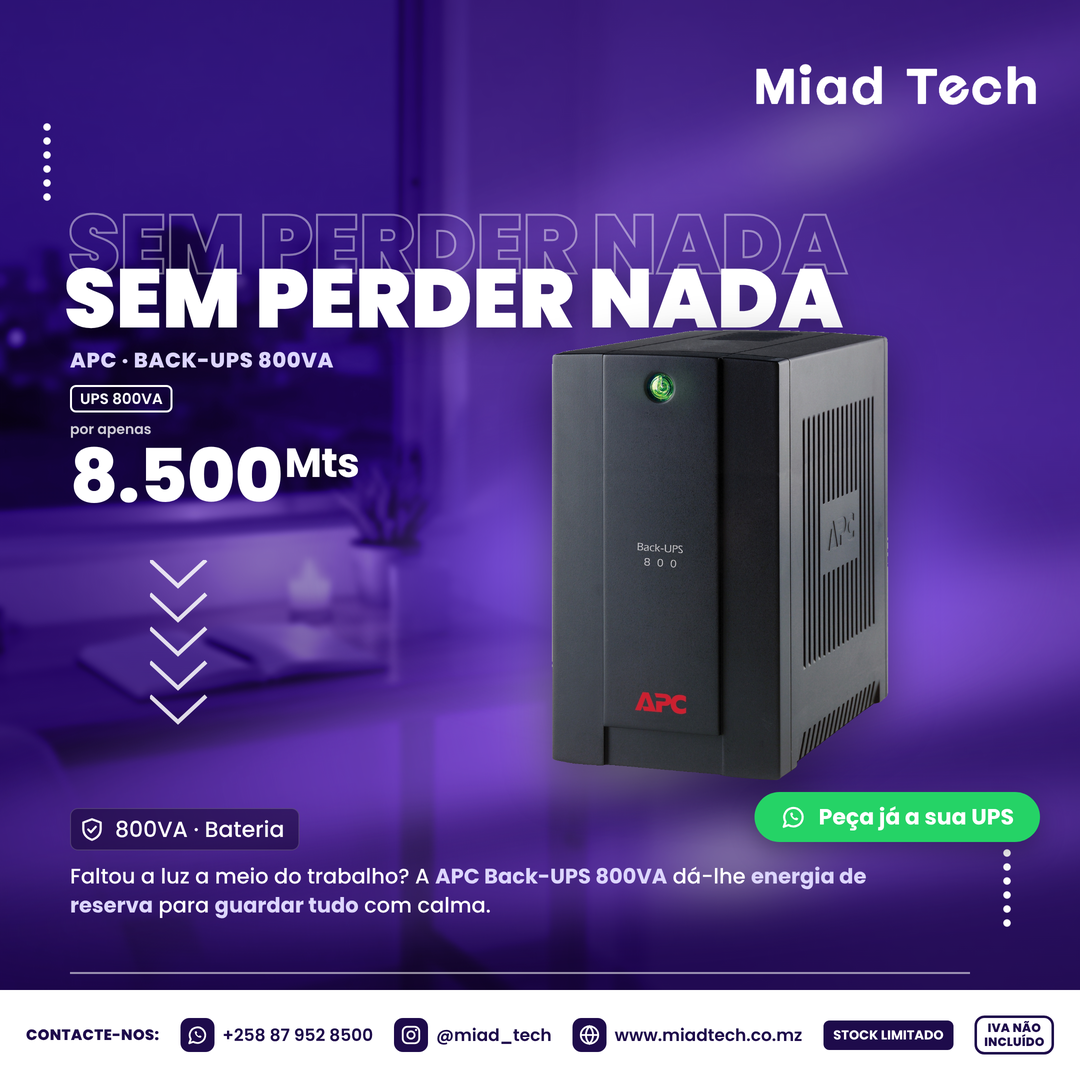 Miad Tech
SEM PERDER NADA
SEM PERDER NADA
APC · BACK-UPS 800VA
UPS 800VA
por apenas
8.500Mts
Back-UPS
800
APC
APC
800VA · Bateria
Peça já a sua UPS
Faltou a luz a meio do trabalho? A APC Back-UPS 800VA dá-lhe energia de
reserva para guardar tudo com calma.
CONTACTE-NOS: +258 87 952 8500 @miad_tech www.miadtech.co.mz STOCK LIMITADO
IVA NÃO
INCLUÍDO